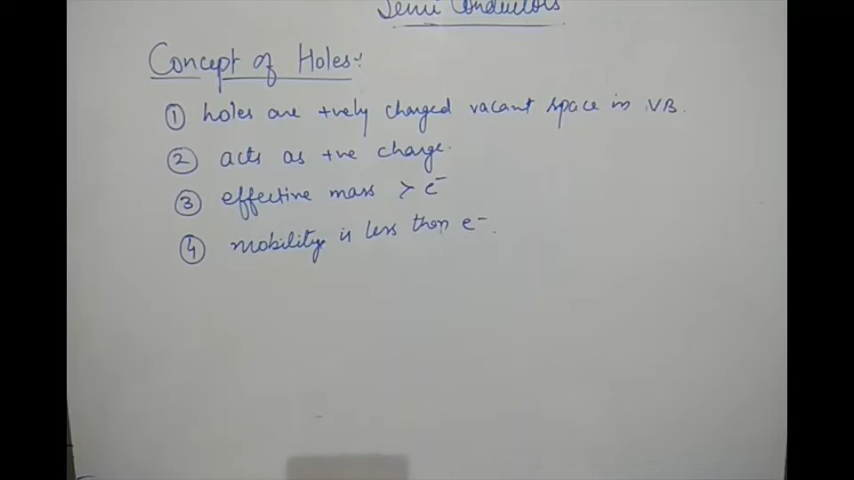 Semi Conductors
Concept of Holes:
① holes are +vely charged vacant space in VB.
② acts as +ve charge.
③ effective mass > e⁻
④ mobility is less than e⁻.